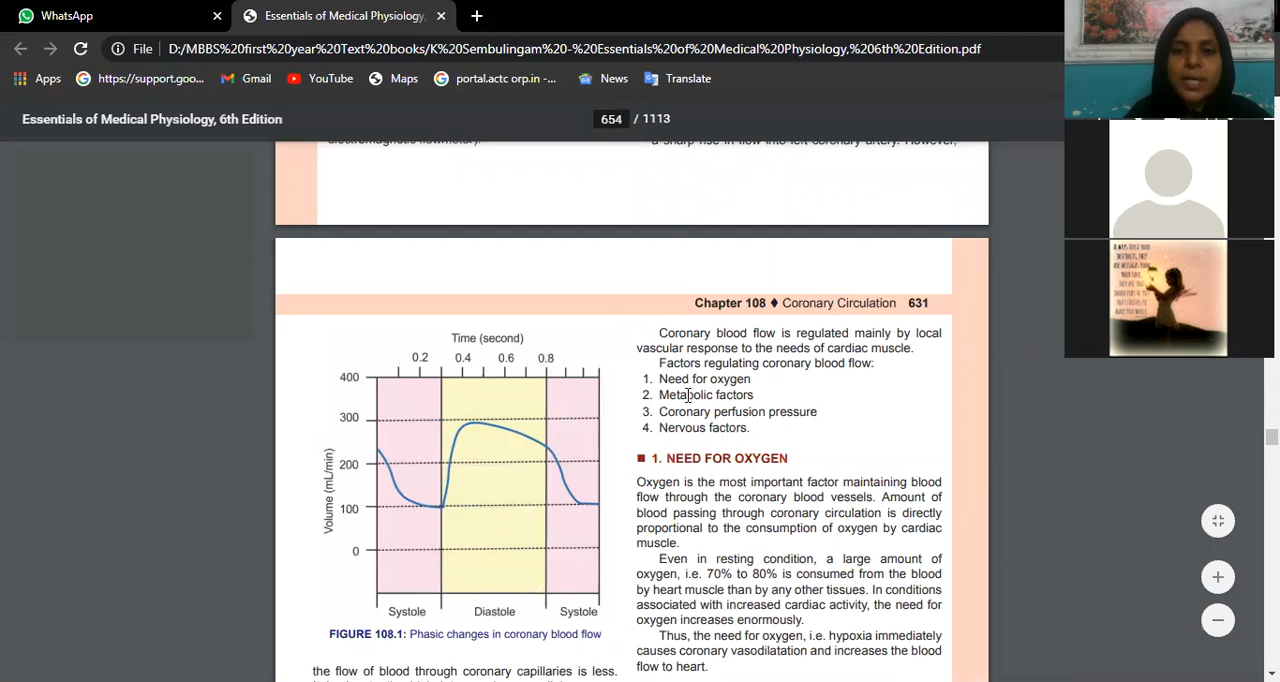 WhatsApp
Essentials of Medical Physiology,
File
D:/MBBS%20first%20year%20Text%20books/K%20Sembulingam%20-%20Essentials%20of%20Medical%20Physiology,%206th%20Edition.pdf
Apps
https://support.goo...
Gmail
YouTube
Maps
portal.actc orp.in -...
News
Translate
Essentials of Medical Physiology, 6th Edition
654 / 1113
a sharp rise in flow into left coronary artery. However,
Chapter 108 ♦ Coronary Circulation 631
Time (second)
0.2 0.4 0.6 0.8
400
300
200
100
0
Volume (mL/min)
Systole Diastole Systole
FIGURE 108.1: Phasic changes in coronary blood flow
the flow of blood through coronary capillaries is less.
Coronary blood flow is regulated mainly by local
vascular response to the needs of cardiac muscle.
Factors regulating coronary blood flow:
1. Need for oxygen
2. Metabolic factors
3. Coronary perfusion pressure
4. Nervous factors.
■ 1. NEED FOR OXYGEN
Oxygen is the most important factor maintaining blood
flow through the coronary blood vessels. Amount of
blood passing through coronary circulation is directly
proportional to the consumption of oxygen by cardiac
muscle.
Even in resting condition, a large amount of
oxygen, i.e. 70% to 80% is consumed from the blood
by heart muscle than by any other tissues. In conditions
associated with increased cardiac activity, the need for
oxygen increases enormously.
Thus, the need for oxygen, i.e. hypoxia immediately
causes coronary vasodilatation and increases the blood
flow to heart.